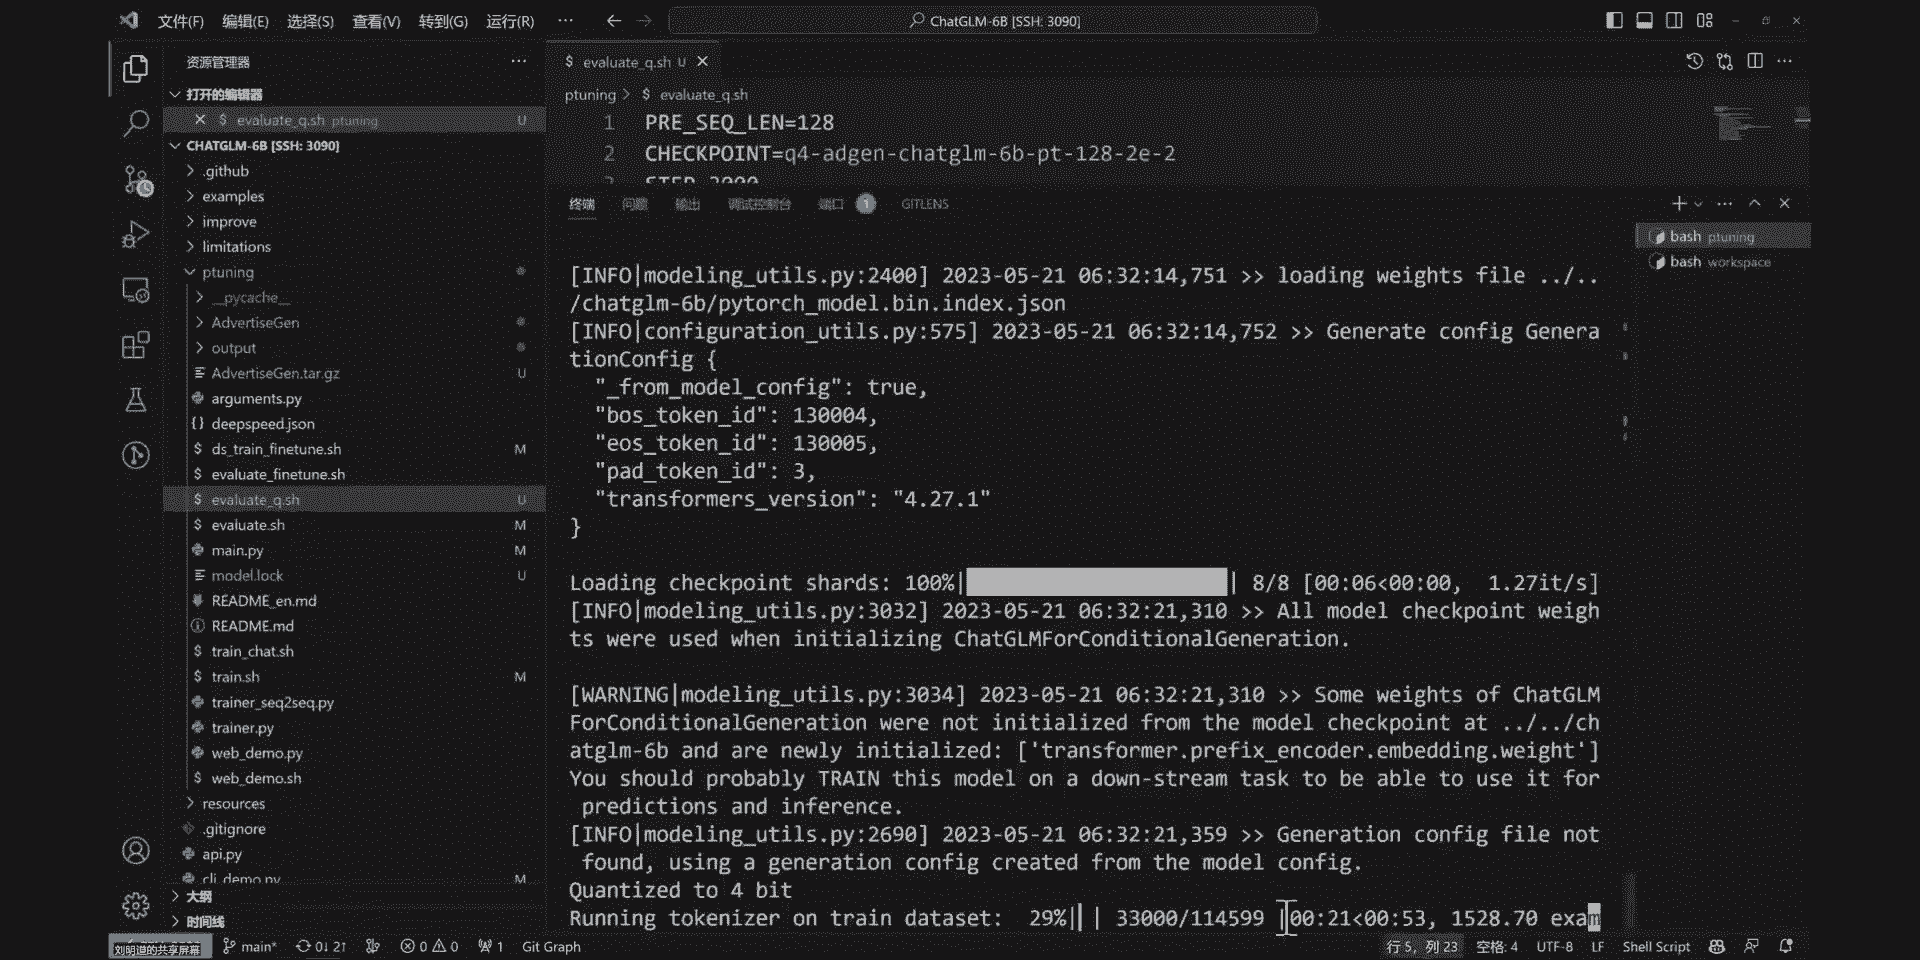 文件(F) 编辑(E) 选择(S) 查看(V) 转到(G) 运行(R) ··· ChatGLM-6B [SSH: 3090]
资源管理器
打开的编辑器
evaluate_q.sh ptuning U
CHATGLM-6B [SSH: 3090]
.github
examples
improve
limitations
ptuning
__pycache__
AdvertiseGen
output
AdvertiseGen.tar.gz U
arguments.py
deepspeed.json
ds_train_finetune.sh M
evaluate_finetune.sh
evaluate_q.sh U
evaluate.sh M
main.py M
model.lock U
README_en.md
README.md
train_chat.sh
train.sh M
trainer_seq2seq.py
trainer.py
web_demo.py
web_demo.sh
resources
.gitignore
api.py
cli_demo.py M
大纲
时间线
$ evaluate_q.sh U
ptuning > $ evaluate_q.sh
1 PRE_SEQ_LEN=128
2 CHECKPOINT=q4-adgen-chatglm-6b-pt-128-2e-2
3 STEP=3000
终端 问题 输出 调试控制台 端口 1 GITLENS
bash ptuning
bash workspace
[INFO|modeling_utils.py:2400] 2023-05-21 06:32:14,751 >> loading weights file ../..
/chatglm-6b/pytorch_model.bin.index.json
[INFO|configuration_utils.py:575] 2023-05-21 06:32:14,752 >> Generate config Genera
tionConfig {
"_from_model_config": true,
"bos_token_id": 130004,
"eos_token_id": 130005,
"pad_token_id": 3,
"transformers_version": "4.27.1"
}
Loading checkpoint shards: 100%| | 8/8 [00:06<00:00, 1.27it/s]
[INFO|modeling_utils.py:3032] 2023-05-21 06:32:21,310 >> All model checkpoint weigh
ts were used when initializing ChatGLMForConditionalGeneration.
[WARNING|modeling_utils.py:3034] 2023-05-21 06:32:21,310 >> Some weights of ChatGLM
ForConditionalGeneration were not initialized from the model checkpoint at ../../ch
atglm-6b and are newly initialized: ['transformer.prefix_encoder.embedding.weight']
You should probably TRAIN this model on a down-stream task to be able to use it for
predictions and inference.
[INFO|modeling_utils.py:2690] 2023-05-21 06:32:21,359 >> Generation config file not
found, using a generation config created from the model config.
Quantized to 4 bit
Running tokenizer on train dataset: 29%| | 33000/114599 [00:21<00:53, 1528.70 exam
刘明道的共享屏幕 main* 0↓ 2↑ 0 0 1 Git Graph 行 5, 列 23 空格: 4 UTF-8 LF Shell Script